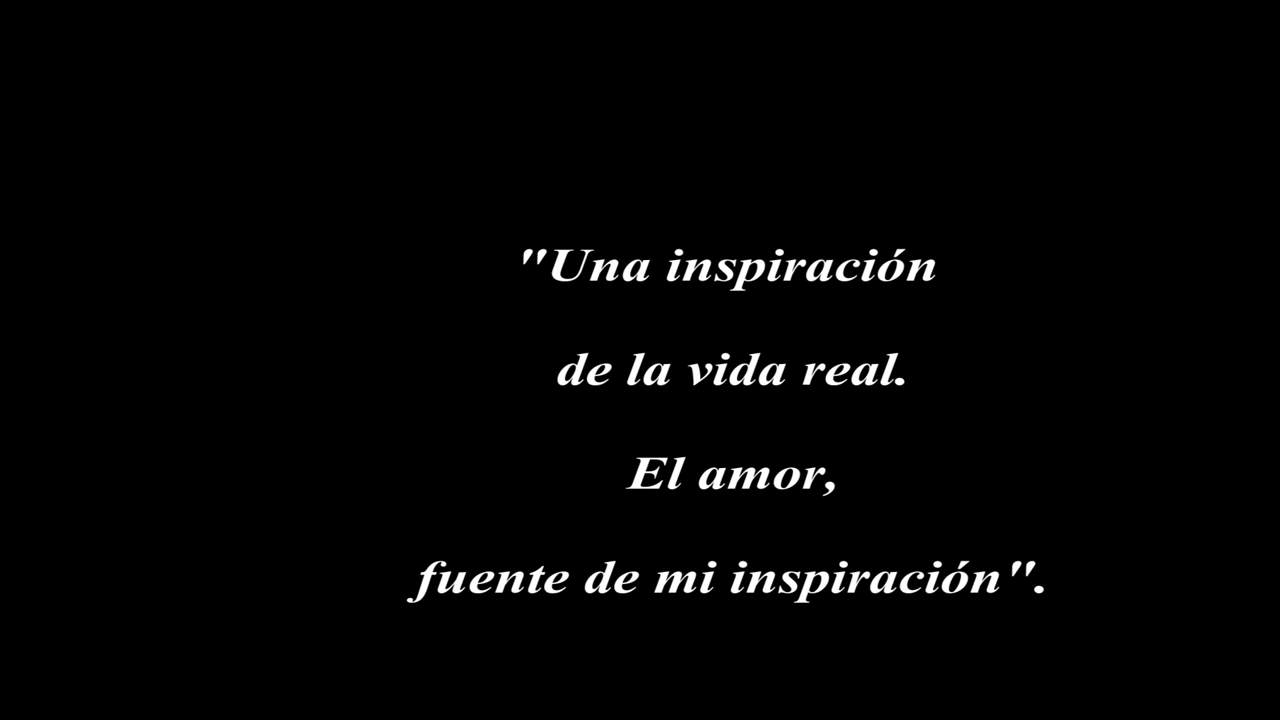 "Una inspiración
de la vida real.
El amor,
fuente de mi inspiración".